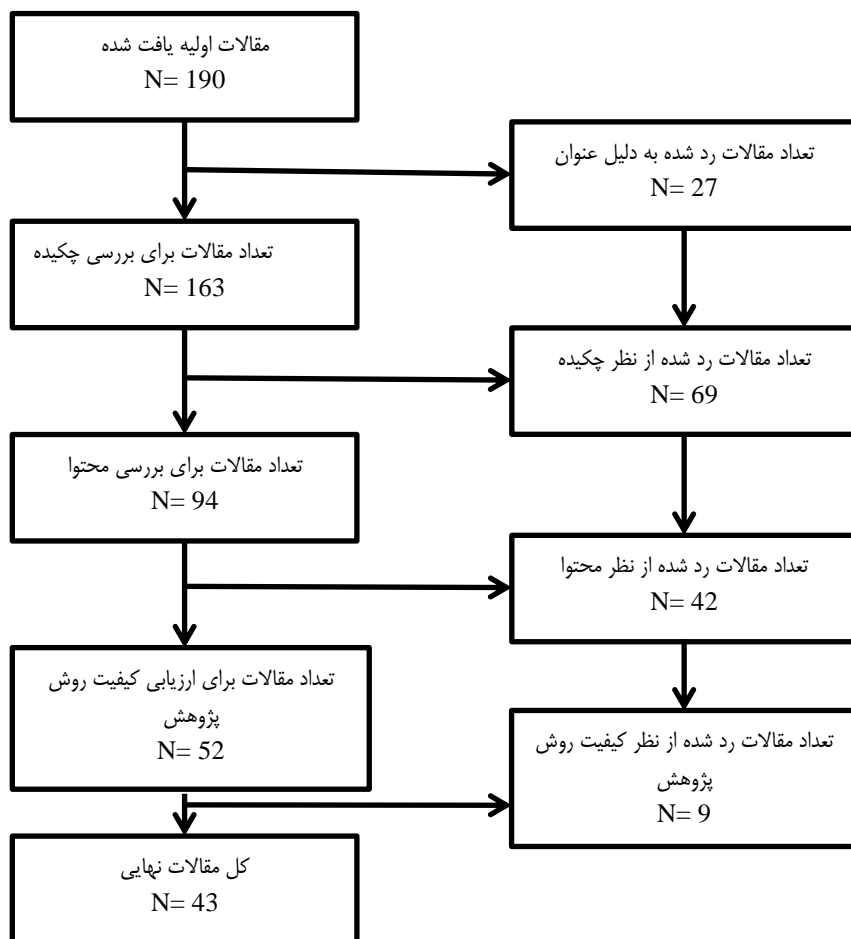 مقالات اولیه یافت شده
N= 190
تعداد مقالات رد شده به دلیل عنوان
N= 27
تعداد مقالات برای بررسی چکیده
N= 163
تعداد مقالات رد شده از نظر چکیده
N= 69
تعداد مقالات برای بررسی محتوا
N= 94
تعداد مقالات رد شده از نظر محتوا
N= 42
تعداد مقالات برای ارزیابی کیفیت روش
پژوهش
N= 52
تعداد مقالات رد شده از نظر کیفیت روش
پژوهش
N= 9
کل مقالات نهایی
N= 43